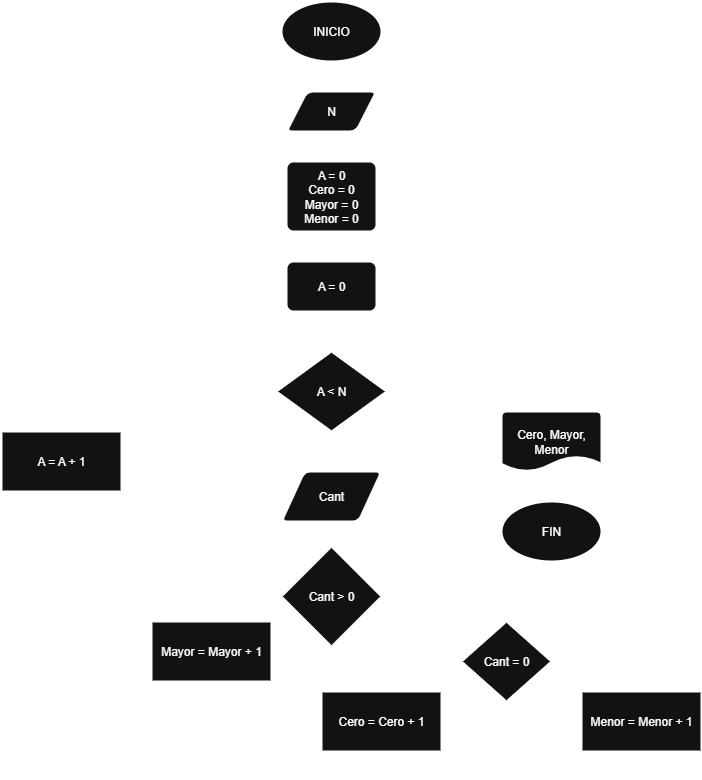 INICIO
N
A = 0
Cero = 0
Mayor = 0
Menor = 0
A = 0
A < N
Cero, Mayor,
Menor
A = A + 1
Cant
FIN
Cant > 0
Mayor = Mayor + 1
Cant = 0
Cero = Cero + 1
Menor = Menor + 1